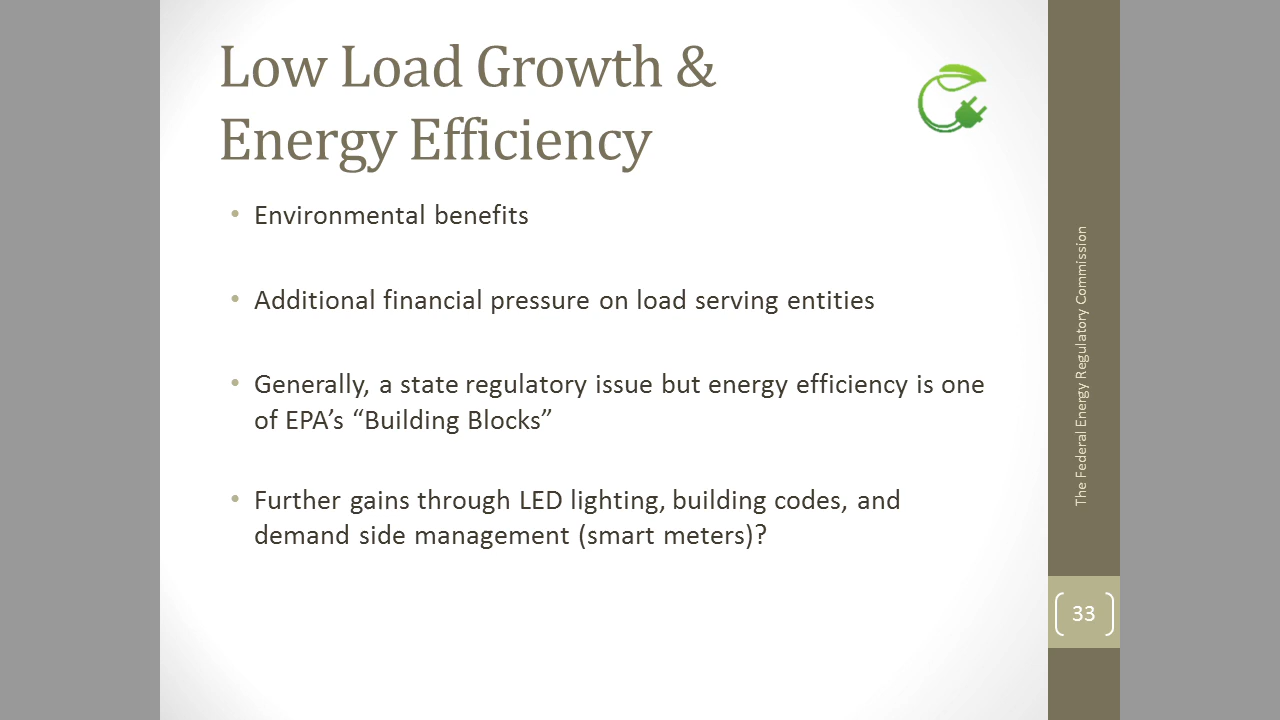 Low Load Growth &
Energy Efficiency
• Environmental benefits
• Additional financial pressure on load serving entities
• Generally, a state regulatory issue but energy efficiency is one
of EPA’s “Building Blocks”
• Further gains through LED lighting, building codes, and
demand side management (smart meters)?
The Federal Energy Regulatory Commission
33